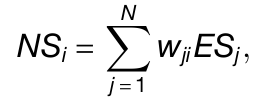 $NS_i = \sum_{j=1}^{N} w_{ji} ES_j,$